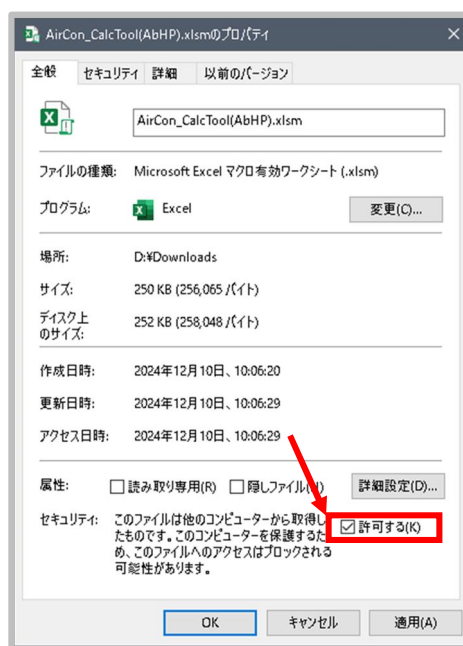 AirCon_CalcTool(AbHP).xlsmのプロパティ
全般 セキュリティ 詳細 以前のバージョン
AirCon_CalcTool(AbHP).xlsm
ファイルの種類: Microsoft Excel マクロ有効ワークシート (.xlsm)
プログラム: Excel 変更(C)...
場所: D:¥Downloads
サイズ: 250 KB (256,065 バイト)
ディスク上
のサイズ: 252 KB (258,048 バイト)
作成日時: 2024年12月10日、10:06:20
更新日時: 2024年12月10日、10:06:29
アクセス日時: 2024年12月10日、10:06:29
属性: 読み取り専用(R) 隠しファイル 詳細設定(D)...
セキュリティ: このファイルは他のコンピューターから取得し
たものです。このコンピューターを保護するた
め、このファイルへのアクセスはブロックされる
可能性があります。
許可する(K)
OK キャンセル 適用(A)